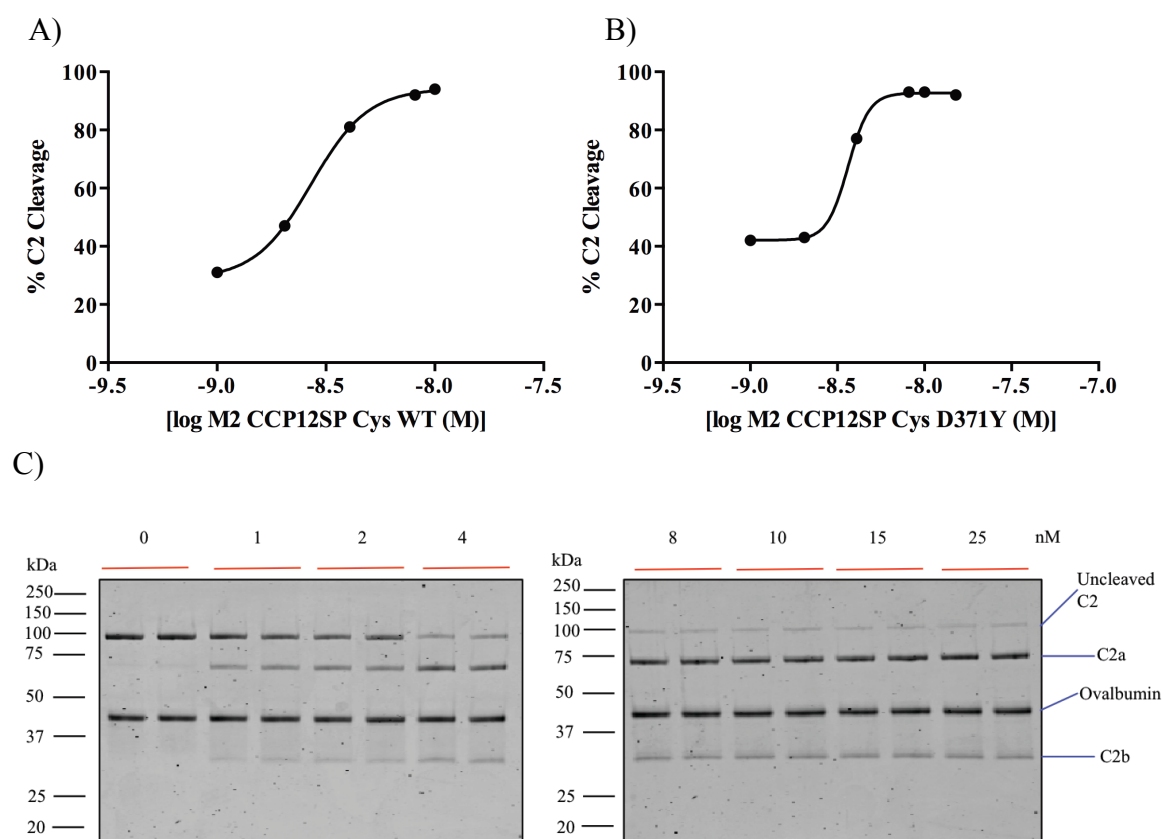 A)
B)
100
80
60
40
20
0
% C2 Cleavage
-9.5 -9.0 -8.5 -8.0 -7.5
[log M2 CCP12SP Cys WT (M)]
100
80
60
40
20
0
% C2 Cleavage
-9.5 -9.0 -8.5 -8.0 -7.5 -7.0
[log M2 CCP12SP Cys D371Y (M)]
C)
0 1 2 4
kDa
250
150
100
75
50
37
25
20
8 10 15 25 nM
kDa
250
150
100
75
50
37
25
20
Uncleaved
C2
C2a
Ovalbumin
C2b